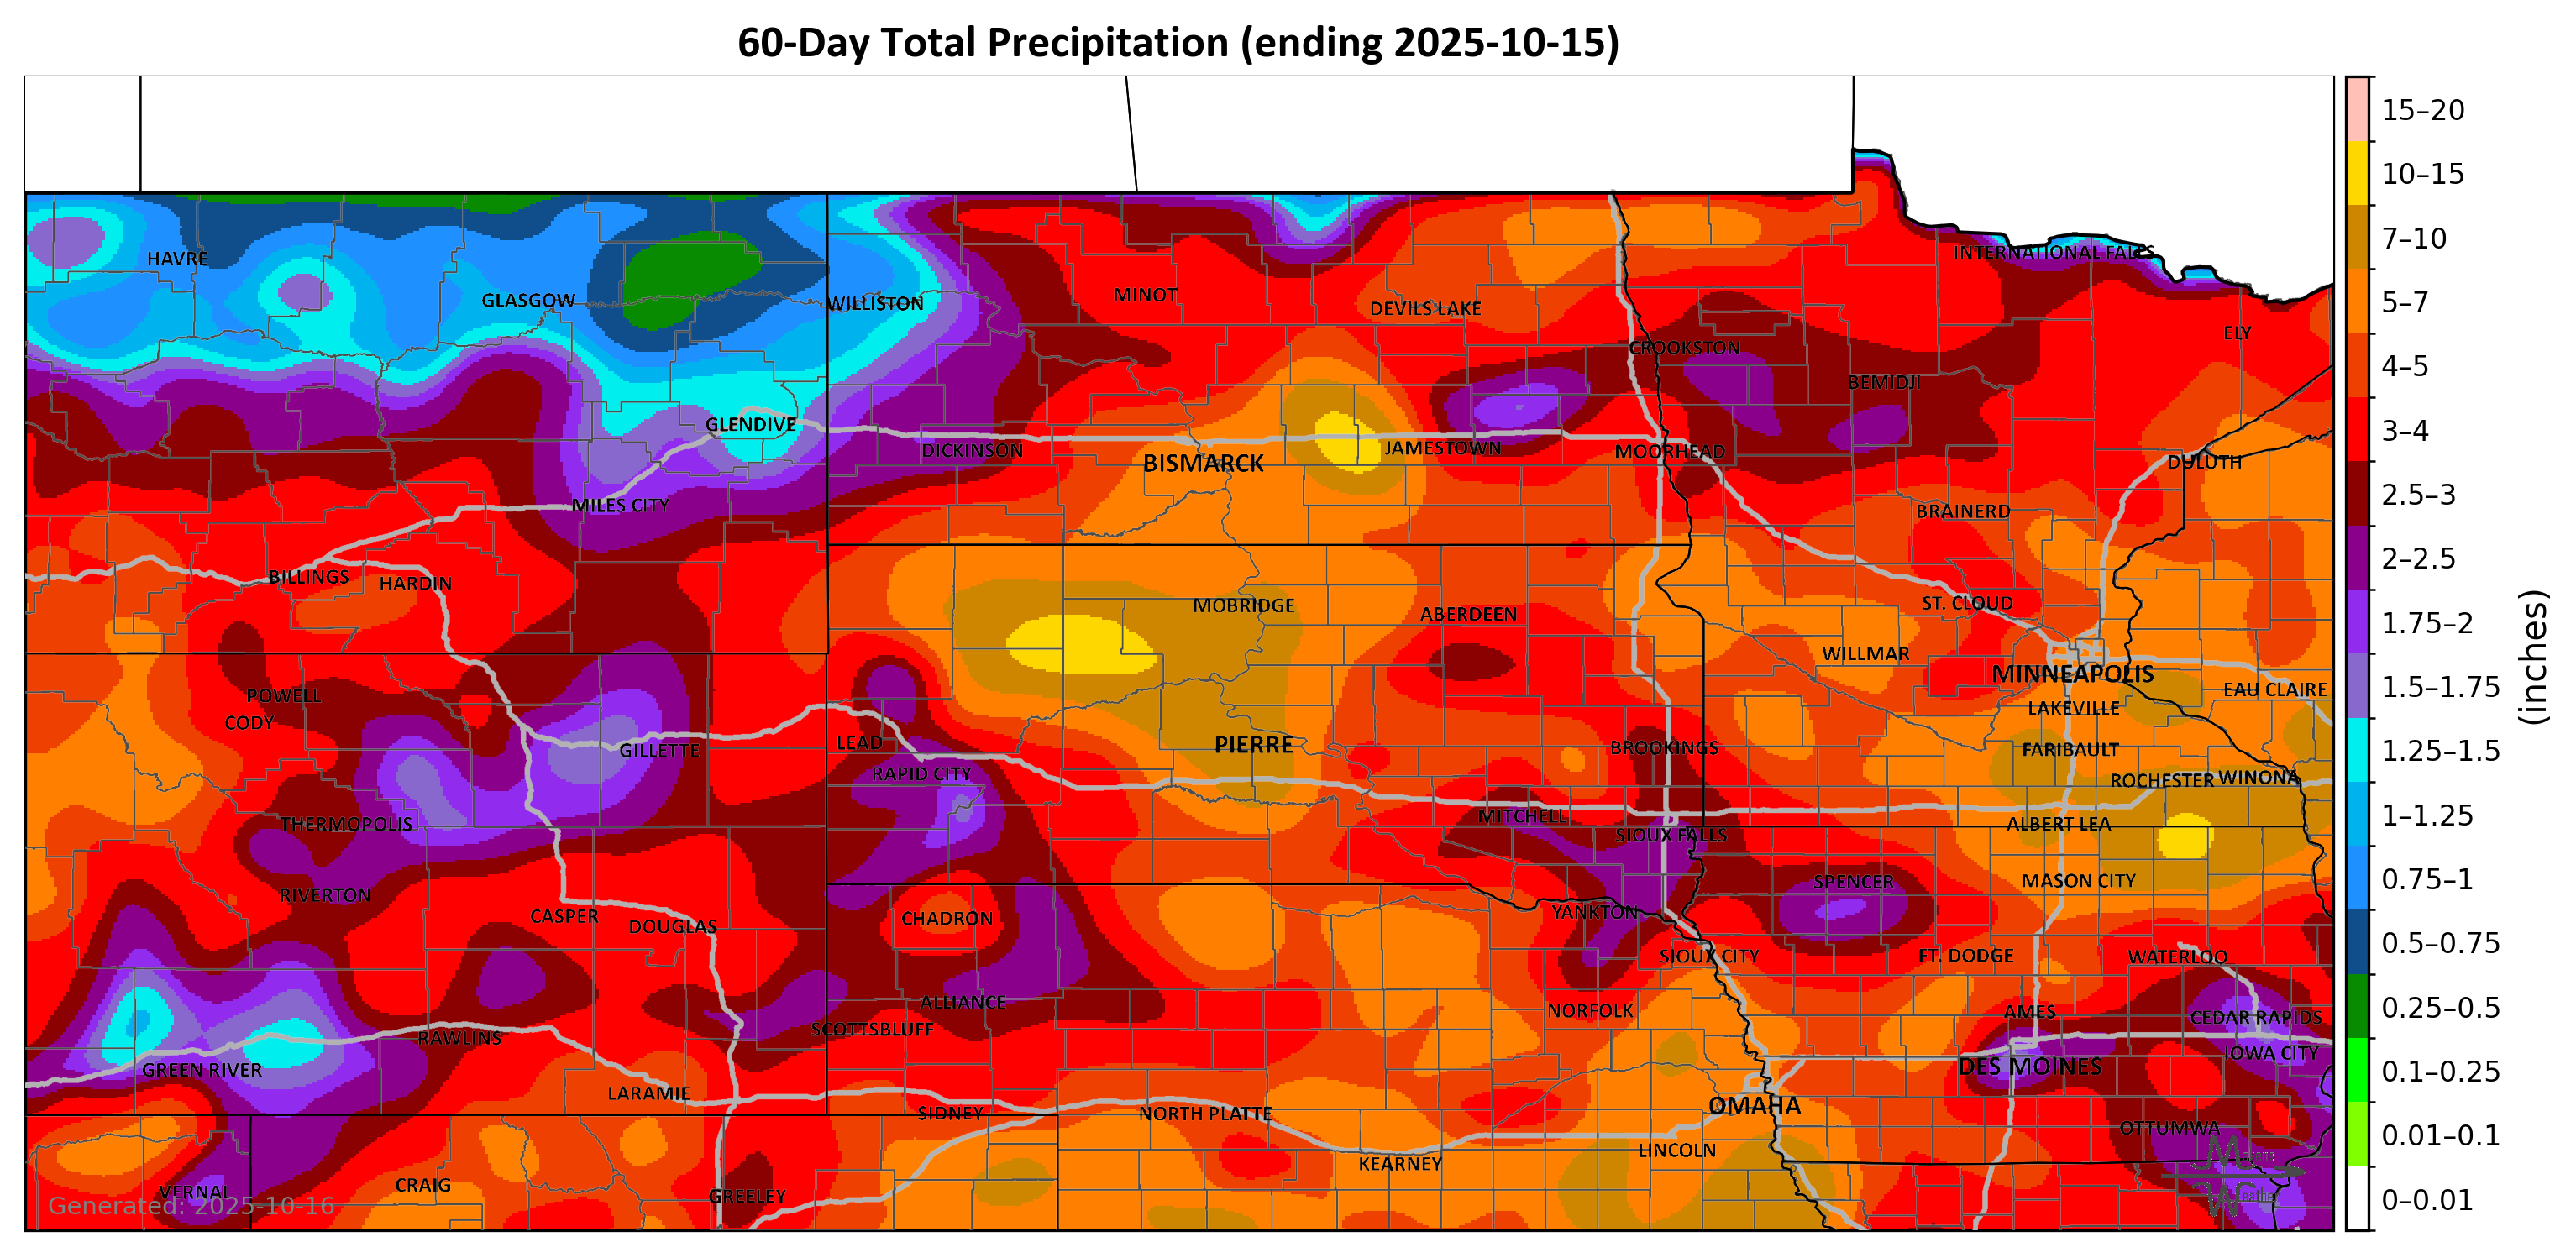 60-Day Total Precipitation (ending 2025-10-15)
15–20
10–15
7–10
5–7
4–5
3–4
2.5–3
2–2.5
1.75–2
1.5–1.75
1.25–1.5
1–1.25
0.75–1
0.5–0.75
0.25–0.5
0.1–0.25
0.01–0.1
0–0.01
(inches)
HAVRE
INTERNATIONAL FALLS
GLASGOW
WILLISTON
MINOT
DEVILS LAKE
ELY
CROOKSTON
BEMIDJI
GLENDIVE
DICKINSON
BISMARCK
JAMESTOWN
MOORHEAD
DULUTH
MILES CITY
BRAINERD
BILLINGS
HARDIN
MOBRIDGE
ABERDEEN
ST. CLOUD
WILLMAR
MINNEAPOLIS
POWELL
CODY
EAU CLAIRE
LAKEVILLE
GILLETTE
LEAD
PIERRE
BROOKINGS
FARIBAULT
RAPID CITY
ROCHESTER
WINONA
THERMOPOLIS
MITCHELL
SIOUX FALLS
ALBERT LEA
RIVERTON
SPENCER
MASON CITY
CASPER
DOUGLAS
CHADRON
YANKTON
SIOUX CITY
FT. DODGE
WATERLOO
ALLIANCE
NORFOLK
AMES
CEDAR RAPIDS
SCOTTSBLUFF
RAWLINS
IOWA CITY
GREEN RIVER
DES MOINES
LARAMIE
SIDNEY
NORTH PLATTE
OMAHA
OTTUMWA
LINCOLN
KEARNEY
VERNAL
CRAIG
GREELEY
Generated: 2025-10-16